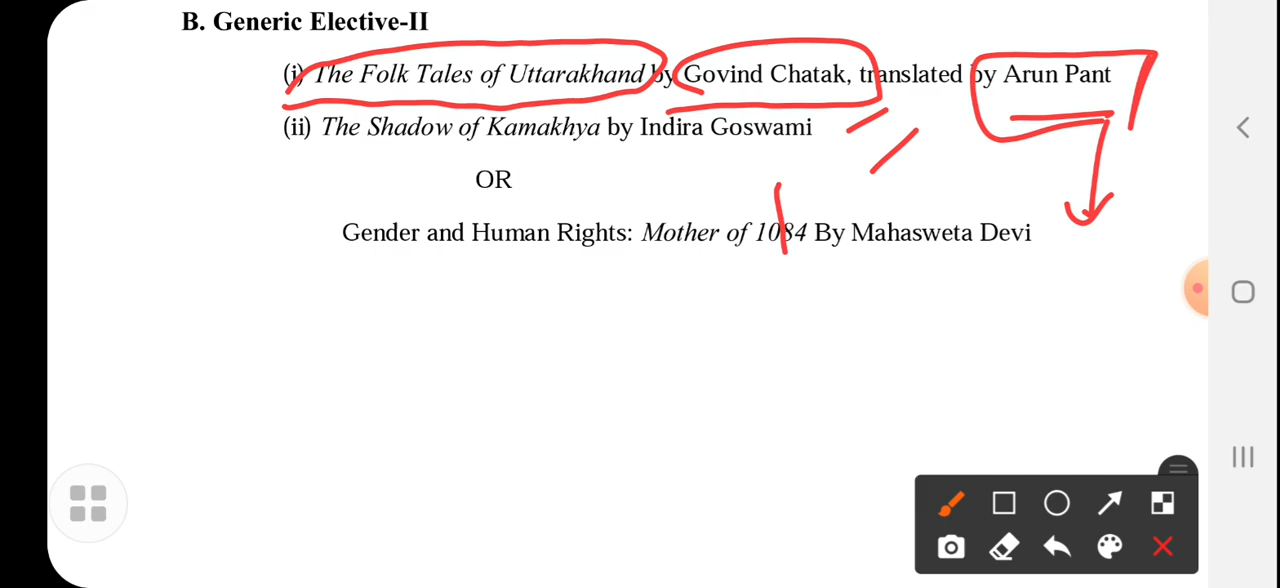 B. Generic Elective-II
(i) The Folk Tales of Uttarakhand by Govind Chatak, translated by Arun Pant
(ii) The Shadow of Kamakhya by Indira Goswami
OR
Gender and Human Rights: Mother of 1084 By Mahasweta Devi